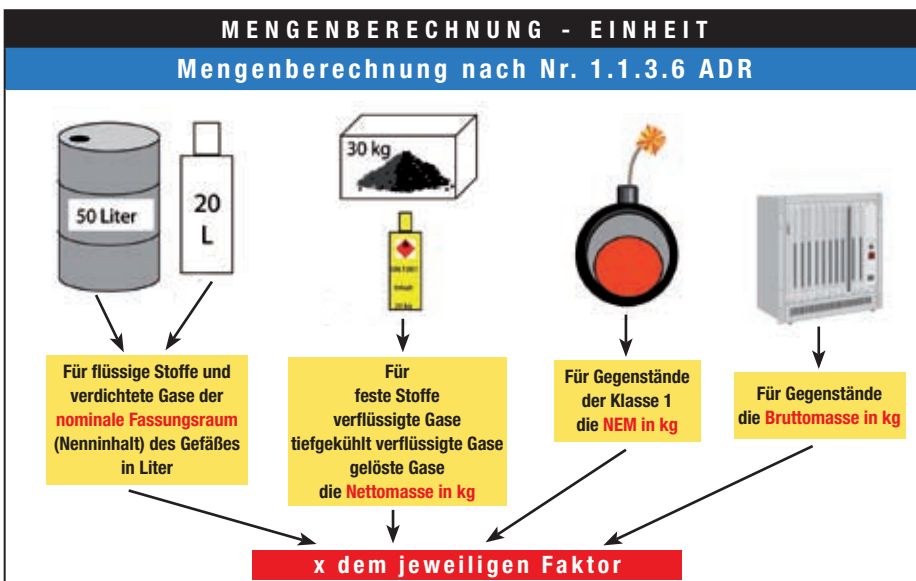 MENGENBERECHNUNG - EINHEIT
Mengenberechnung nach Nr. 1.1.3.6 ADR
50 Liter
20
L
30 kg
Für flüssige Stoffe und
verdichtete Gase der
nominale Fassungsraum
(Nenninhalt) des Gefäßes
in Liter
Für
feste Stoffe
verflüssigte Gase
tiefgekühlt verflüssigte Gase
gelöste Gase
die Nettomasse in kg
Für Gegenstände
der Klasse 1
die NEM in kg
Für Gegenstände
die Bruttomasse in kg
x dem jeweiligen Faktor